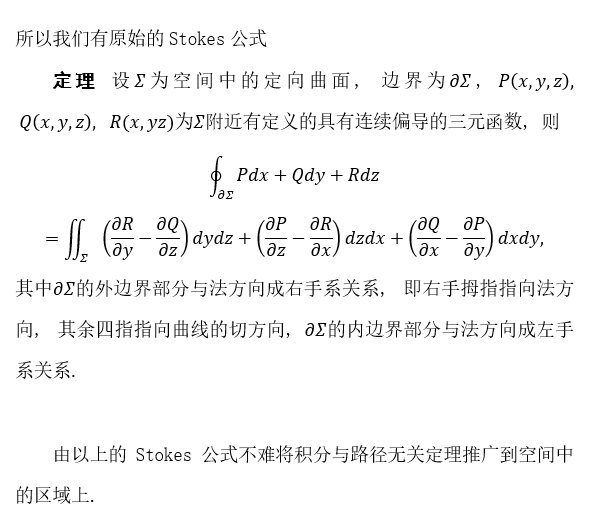 所以我们有原始的Stokes 公式
定理 设Σ为空间中的定向曲面, 边界为∂Σ, P(x,y,z),
Q(x,y,z), R(x,yz)为Σ附近有定义的具有连续偏导的三元函数, 则
∮_∂Σ Pdx + Qdy + Rdz
= ∬_Σ (∂R/∂y − ∂Q/∂z) dydz + (∂P/∂z − ∂R/∂x) dzdx + (∂Q/∂x − ∂P/∂y) dxdy,
其中∂Σ的外边界部分与法方向成右手系关系, 即右手拇指指向法方
向, 其余四指指向曲线的切方向, ∂Σ的内边界部分与法方向成左手
系关系.
由以上的 Stokes 公式不难将积分与路径无关定理推广到空间中
的区域上.